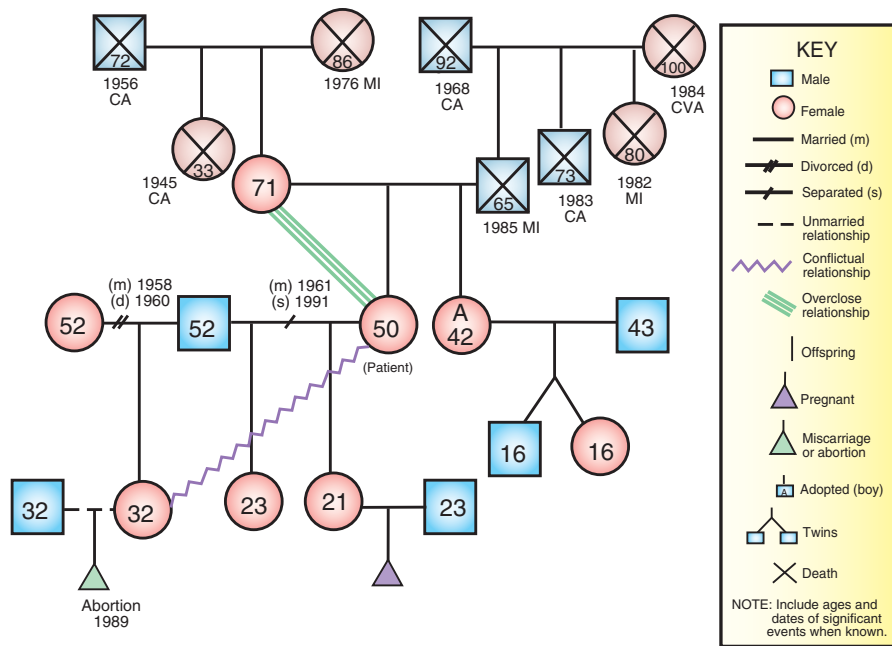 72
1956
CA
86
1976 MI
92
1968
CA
100
1984
CVA
33
1945
CA
71
65
1985 MI
73
1983
CA
80
1982
MI
(m) 1958
(d) 1960
(m) 1961
(s) 1991
52
52
50
(Patient)
A
42
43
16
16
32
32
23
21
23
Abortion
1989
KEY
Male
Female
Married (m)
Divorced (d)
Separated (s)
Unmarried
relationship
Conflictual
relationship
Overclose
relationship
Offspring
Pregnant
Miscarriage
or abortion
A
Adopted (boy)
Twins
Death
NOTE: Include ages and
dates of significant
events when known.